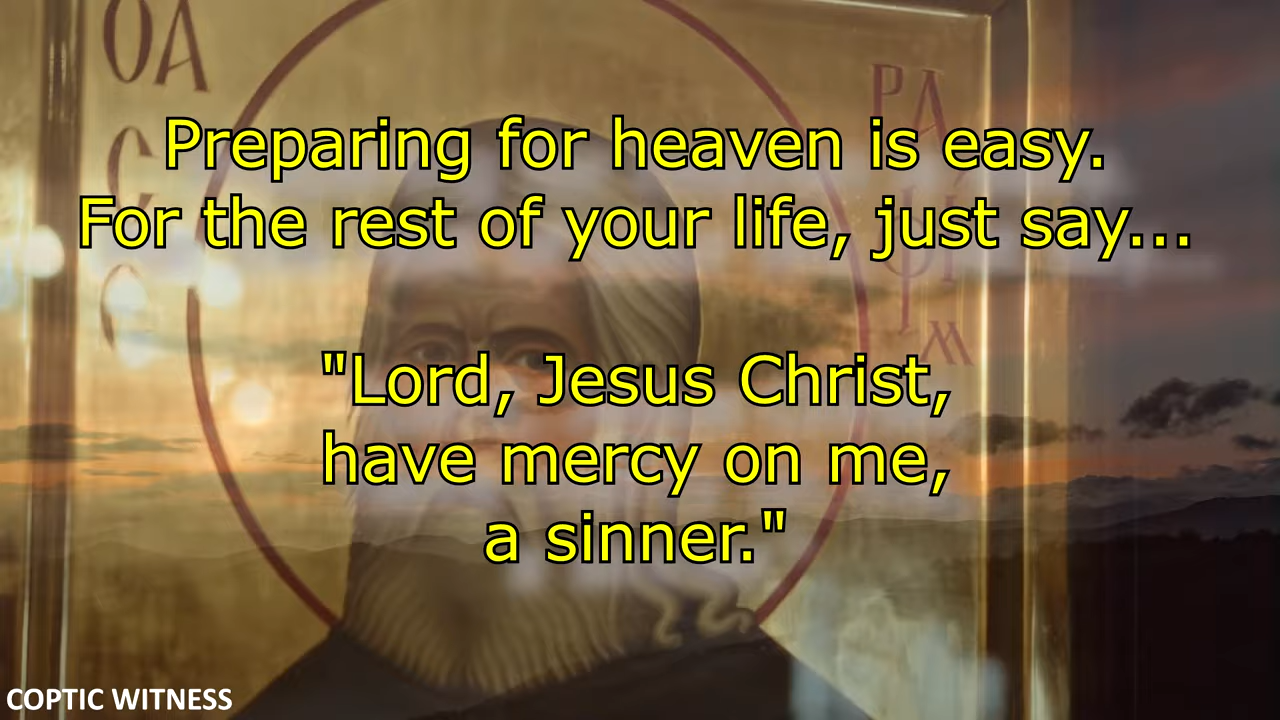 Preparing for heaven is easy.
For the rest of your life, just say...
"Lord, Jesus Christ,
have mercy on me,
a sinner."
COPTIC WITNESS